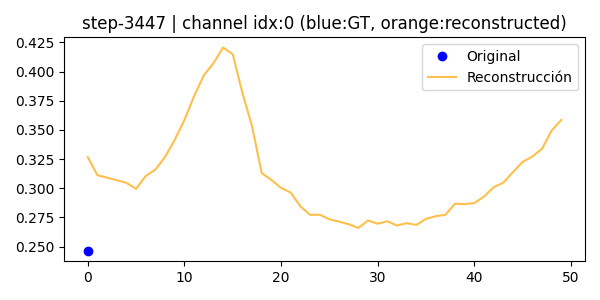 step-3447 | channel idx:0 (blue:GT, orange:reconstructed)
Original
Reconstrucción
0.425
0.400
0.375
0.350
0.325
0.300
0.275
0.250
0 10 20 30 40 50